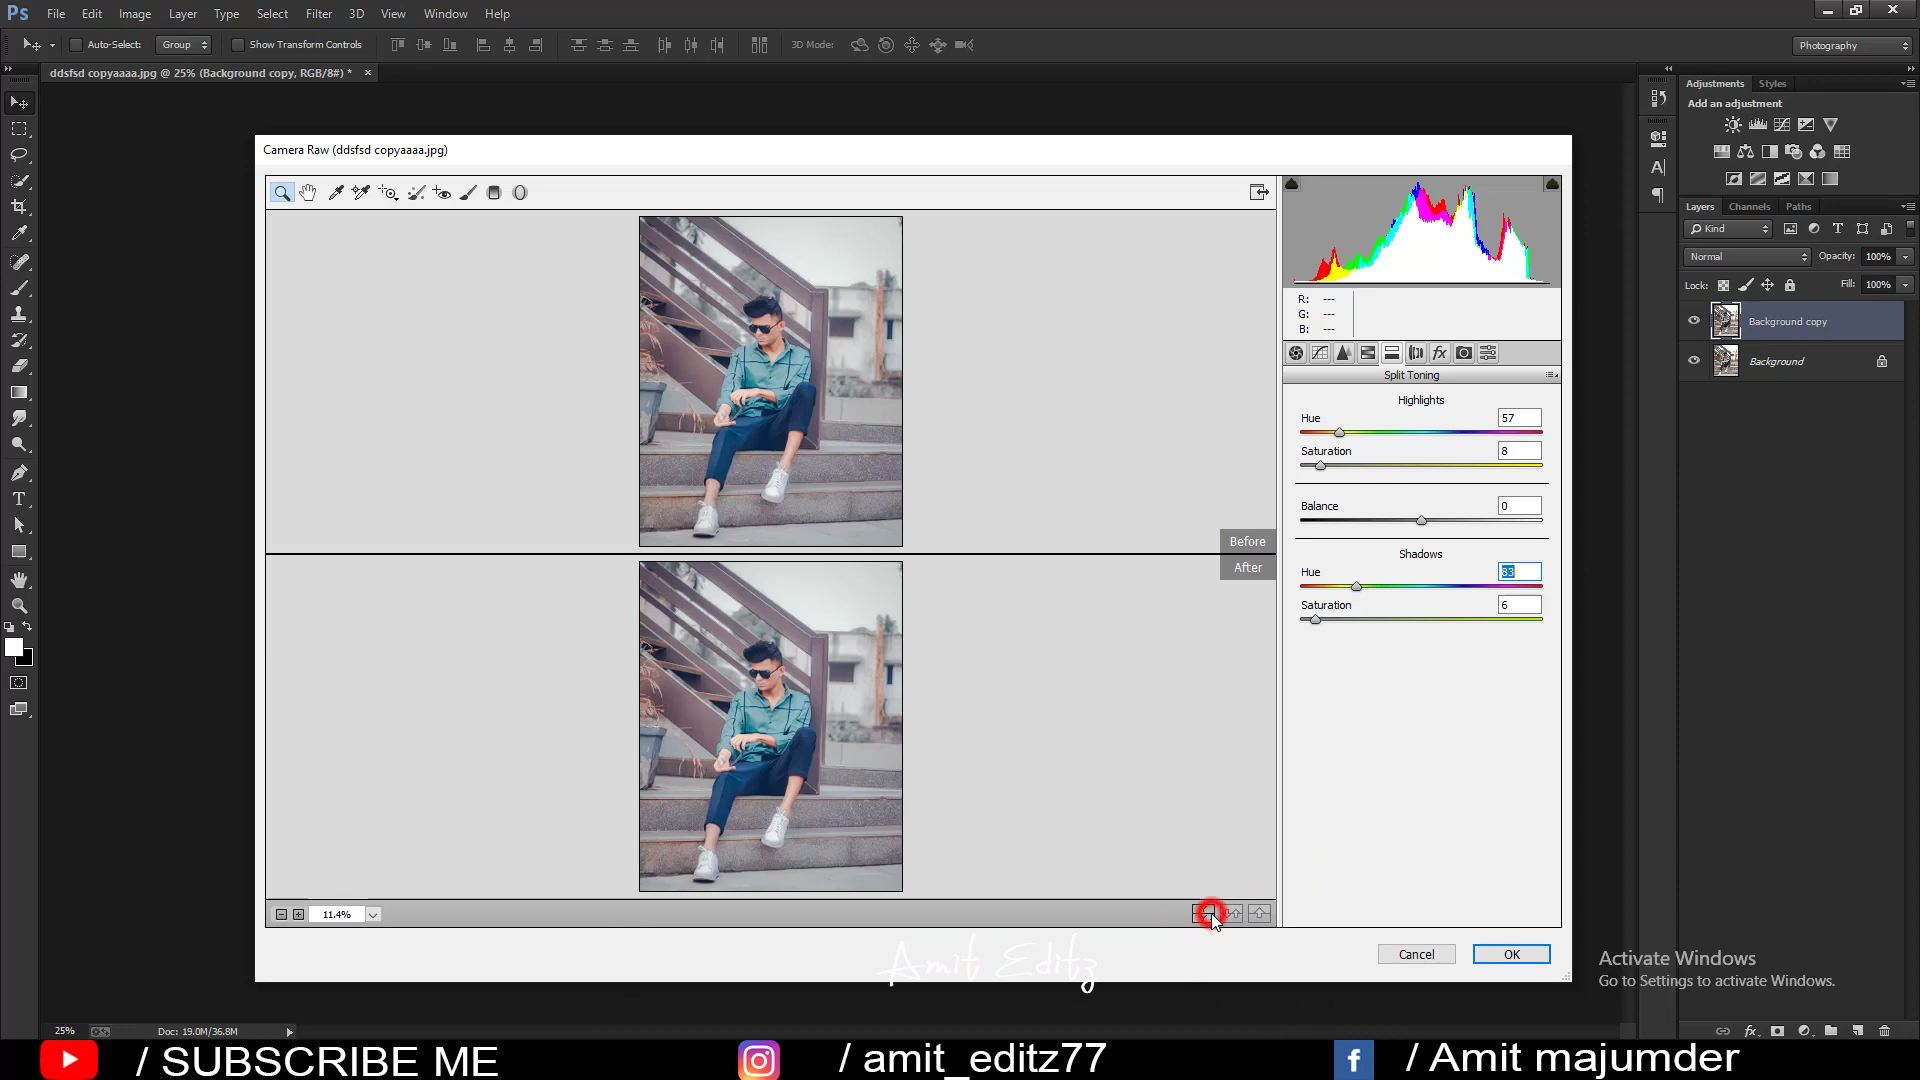 Ps File Edit Image Layer Type Select Filter 3D View Window Help
Auto-Select: Group Show Transform Controls 3D Mode: Photography
ddsfsd copyaaaa.jpg @ 25% (Background copy, RGB/8#) * ×
Camera Raw (ddsfsd copyaaaa.jpg)
Before
After
11.4%
R: ---
G: ---
B: ---
Split Toning
Highlights
Hue 57
Saturation 8
Balance 0
Shadows
Hue 83
Saturation 6
Cancel OK
Amit Editz
Adjustments Styles
Add an adjustment
Layers Channels Paths
Kind
Normal Opacity: 100%
Lock: Fill: 100%
Background copy
Background
Activate Windows
Go to Settings to activate Windows.
25% Doc: 19.0M/36.8M
/ SUBSCRIBE ME / amit_editz77 / Amit majumder